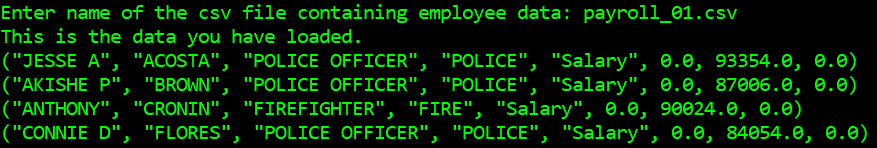 Enter name of the csv file containing employee data: payroll_01.csv
This is the data you have loaded.
("JESSE A", "ACOSTA", "POLICE OFFICER", "POLICE", "Salary", 0.0, 93354.0, 0.0)
("AKISHE P", "BROWN", "POLICE OFFICER", "POLICE", "Salary", 0.0, 87006.0, 0.0)
("ANTHONY", "CRONIN", "FIREFIGHTER", "FIRE", "Salary", 0.0, 90024.0, 0.0)
("CONNIE D", "FLORES", "POLICE OFFICER", "POLICE", "Salary", 0.0, 84054.0, 0.0)